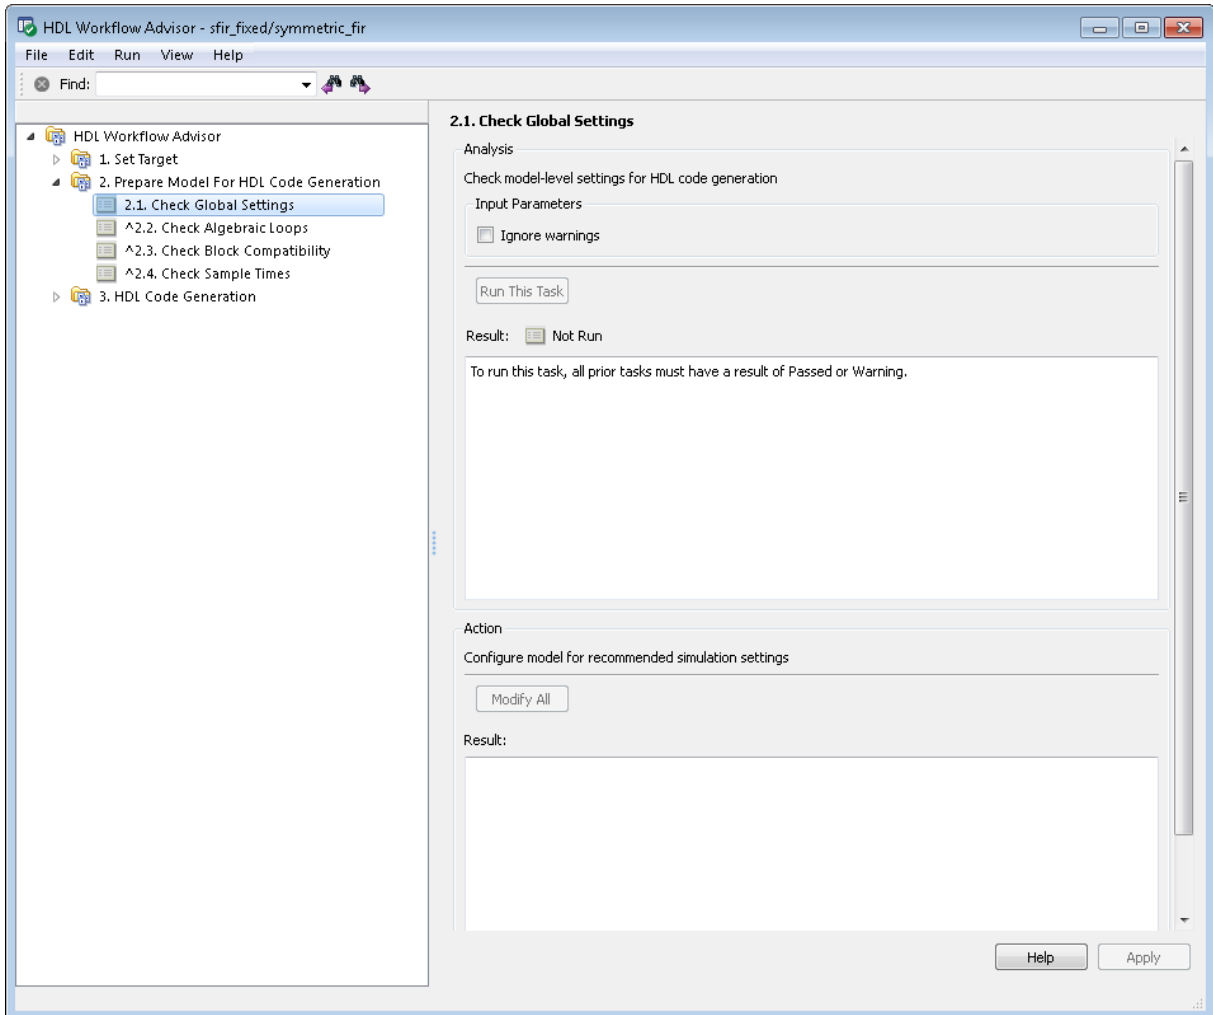 HDL Workflow Advisor - sfir_fixed/symmetric_fir
File Edit Run View Help
Find:
HDL Workflow Advisor
1. Set Target
2. Prepare Model For HDL Code Generation
2.1. Check Global Settings
^2.2. Check Algebraic Loops
^2.3. Check Block Compatibility
^2.4. Check Sample Times
3. HDL Code Generation
2.1. Check Global Settings
Analysis
Check model-level settings for HDL code generation
Input Parameters
Ignore warnings
Run This Task
Result: Not Run
To run this task, all prior tasks must have a result of Passed or Warning.
Action
Configure model for recommended simulation settings
Modify All
Result:
Help Apply